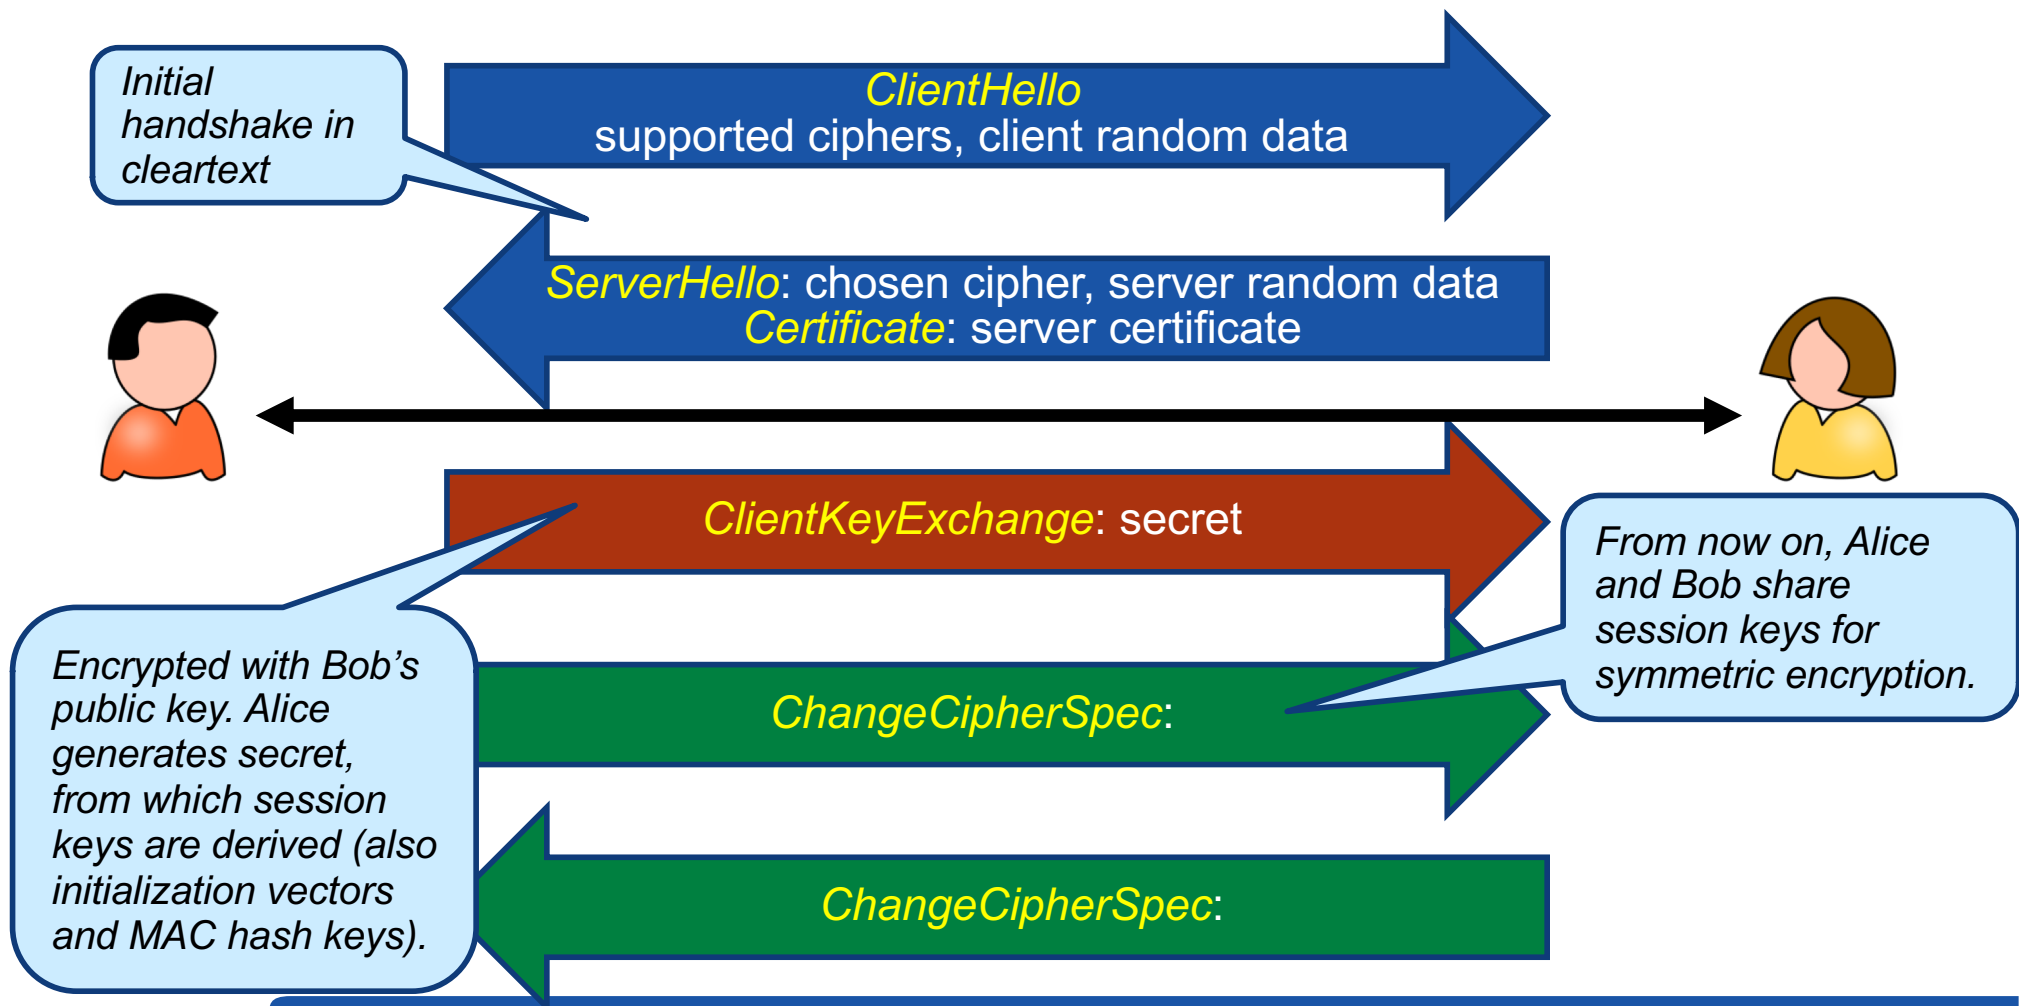 Initial
handshake in
cleartext
ClientHello
supported ciphers, client random data
ServerHello: chosen cipher, server random data
Certificate: server certificate
ClientKeyExchange: secret
Encrypted with Bob’s
public key. Alice
generates secret,
from which session
keys are derived (also
initialization vectors
and MAC hash keys).
From now on, Alice
and Bob share
session keys for
symmetric encryption.
ChangeCipherSpec:
ChangeCipherSpec: